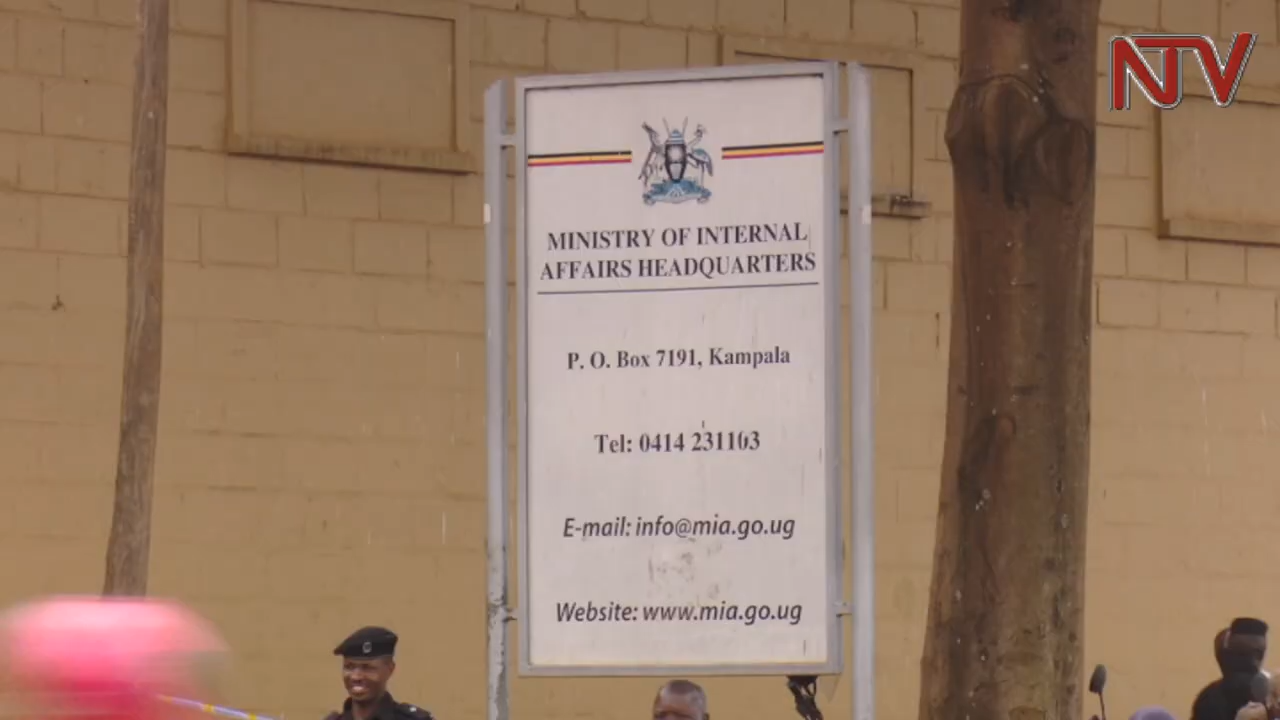 NTV
MINISTRY OF INTERNAL
AFFAIRS HEADQUARTERS
P. O. Box 7191, Kampala
Tel: 0414 231103
E-mail: info@mia.go.ug
Website: www.mia.go.ug